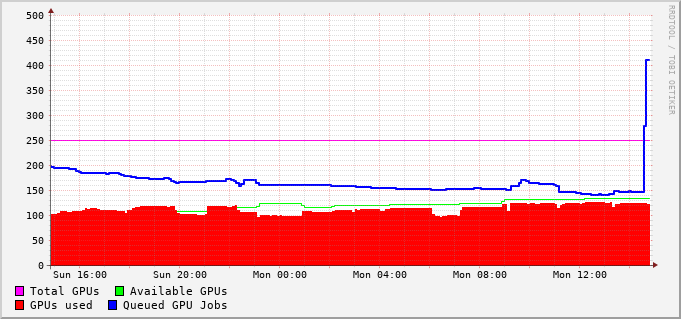 500
450
400
350
300
250
200
150
100
50
0
Sun 16:00 Sun 20:00 Mon 00:00 Mon 04:00 Mon 08:00 Mon 12:00
Total GPUs Available GPUs
GPUs used Queued GPU Jobs
RRDTOOL / TOBI OETIKER